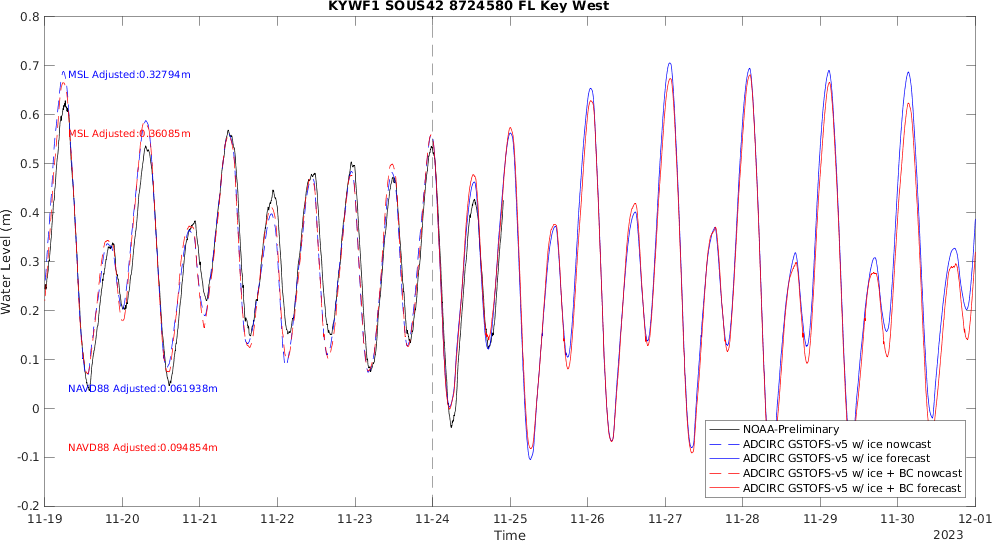 KYWF1 SOUS42 8724580 FL Key West
0.8
0.7
0.6
0.5
0.4
0.3
0.2
0.1
0
-0.1
-0.2
Water Level (m)
MSL Adjusted:0.32794m
MSL Adjusted:0.36085m
NAVD88 Adjusted:0.061938m
NAVD88 Adjusted:0.094854m
NOAA-Preliminary
ADCIRC GSTOFS-v5 w/ ice nowcast
ADCIRC GSTOFS-v5 w/ ice forecast
ADCIRC GSTOFS-v5 w/ ice + BC nowcast
ADCIRC GSTOFS-v5 w/ ice + BC forecast
11-19 11-20 11-21 11-22 11-23 11-24 11-25 11-26 11-27 11-28 11-29 11-30 12-01
Time
2023